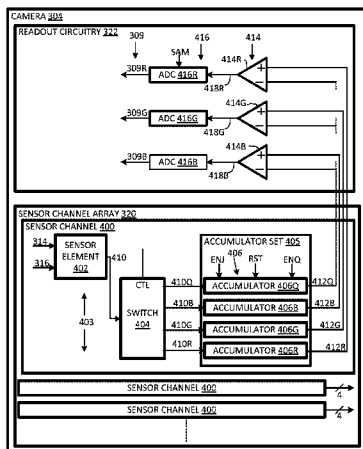 CAMERA 304
READOUT CIRCUITRY 322
309 416 414
SAM
309R ADC 416R 418R 414R + −
309G ADC 416G 418G 414G + −
309B ADC 416B 418B 414B + −
SENSOR CHANNEL ARRAY 320
SENSOR CHANNEL 400
314
316
SENSOR ELEMENT 402
410
403
CTL
SWITCH 404
ACCUMULATOR SET 405
406
ENJ RST ENQ
410Q ACCUMULATOR 406Q 412Q
410B ACCUMULATOR 406B 412B
410G ACCUMULATOR 406G 412G
410R ACCUMULATOR 406R 412R
SENSOR CHANNEL 400 4
SENSOR CHANNEL 400 4